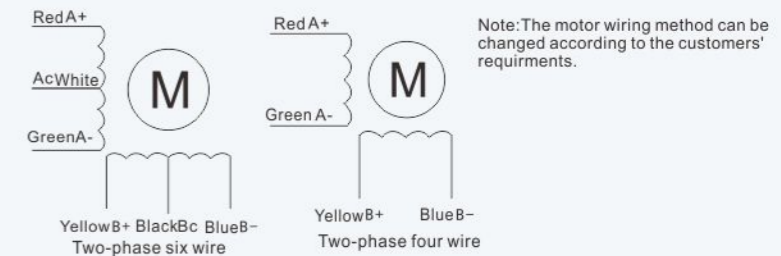 Red A+
Ac White
Green A-
M
Yellow B+ Black Bc Blue B-
Two-phase six wire
Red A+
Green A-
M
Yellow B+ Blue B-
Two-phase four wire
Note:The motor wiring method can be
changed according to the customers'
requirments.